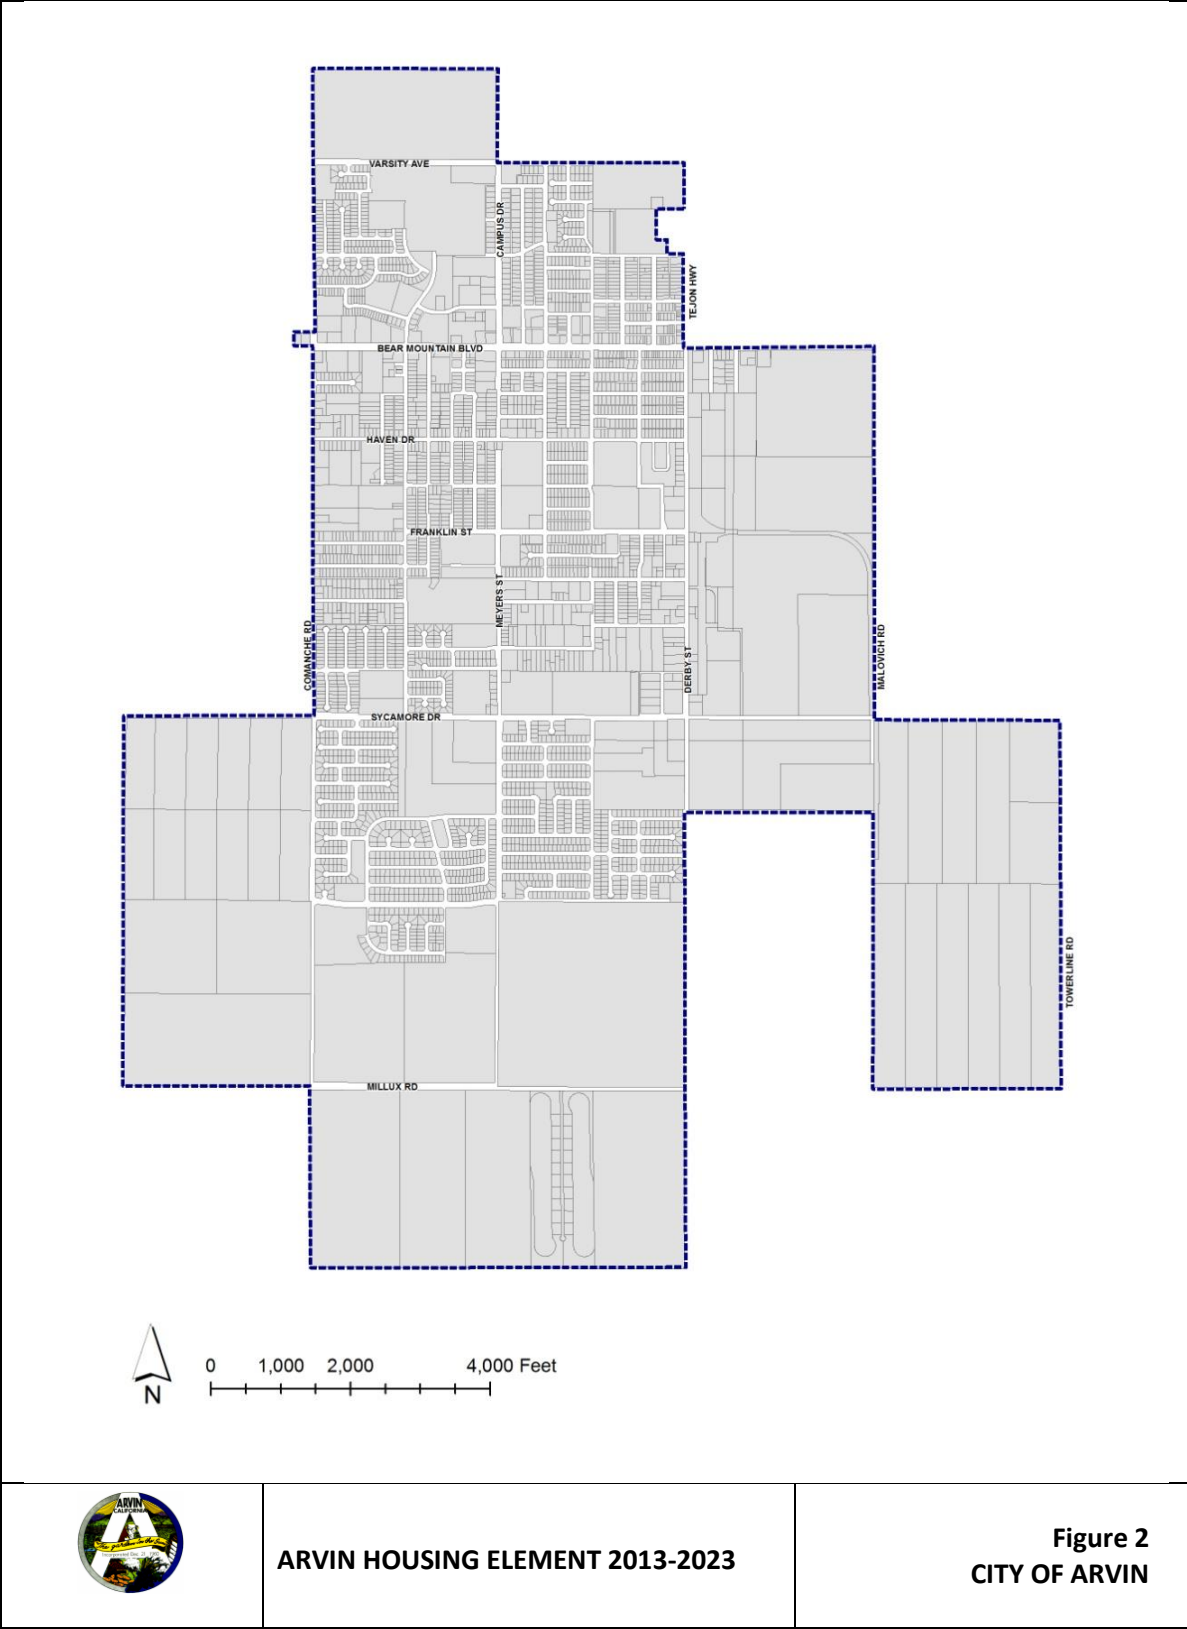 VARSITY AVE
CAMPUS DR
TEJON HWY
BEAR MOUNTAIN BLVD
HAVEN DR
FRANKLIN ST
MEYERS ST
COMANCHE RD
DERBY ST
MALOVICH RD
SYCAMORE DR
TOWERLINE RD
MILLUX RD
N
0 1,000 2,000 4,000 Feet
ARVIN
CALIFORNIA
ARVIN HOUSING ELEMENT 2013-2023
Figure 2
CITY OF ARVIN